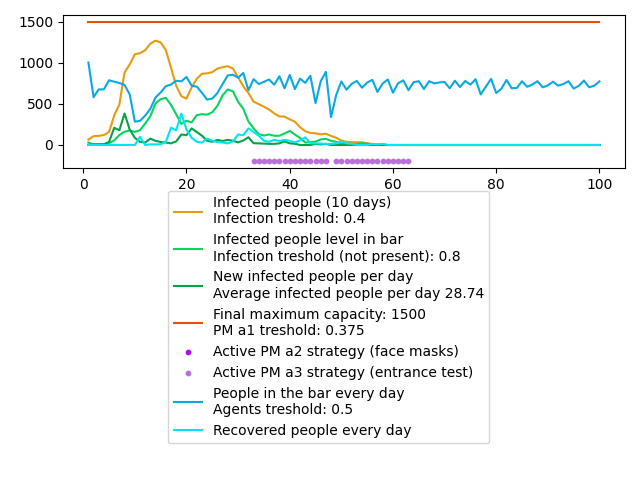 1500
1000
500
0
0
20
40
60
80
100
Infected people (10 days)
Infection treshold: 0.4
Infected people level in bar
Infection treshold (not present): 0.8
New infected people per day
Average infected people per day 28.74
Final maximum capacity: 1500
PM a1 treshold: 0.375
Active PM a2 strategy (face masks)
Active PM a3 strategy (entrance test)
People in the bar every day
Agents treshold: 0.5
Recovered people every day